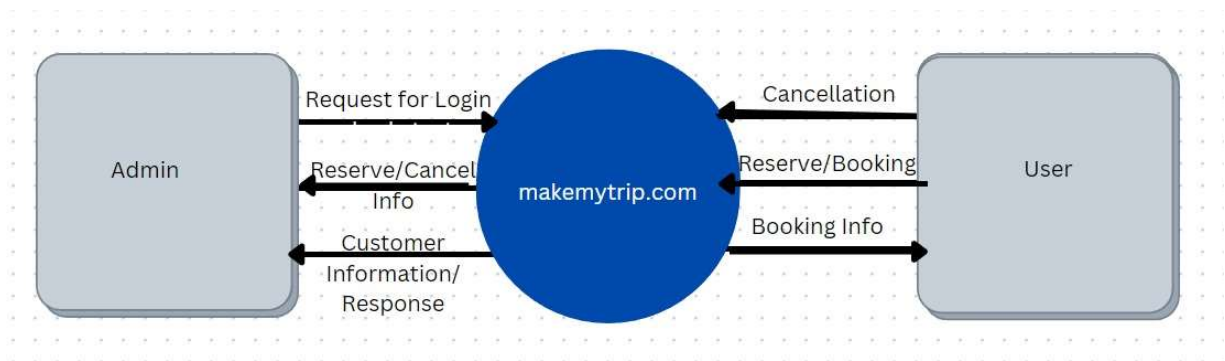 Admin
Request for Login
Reserve/Cancel
Info
Customer
Information/
Response
makemytrip.com
Cancellation
Reserve/Booking
Booking Info
User